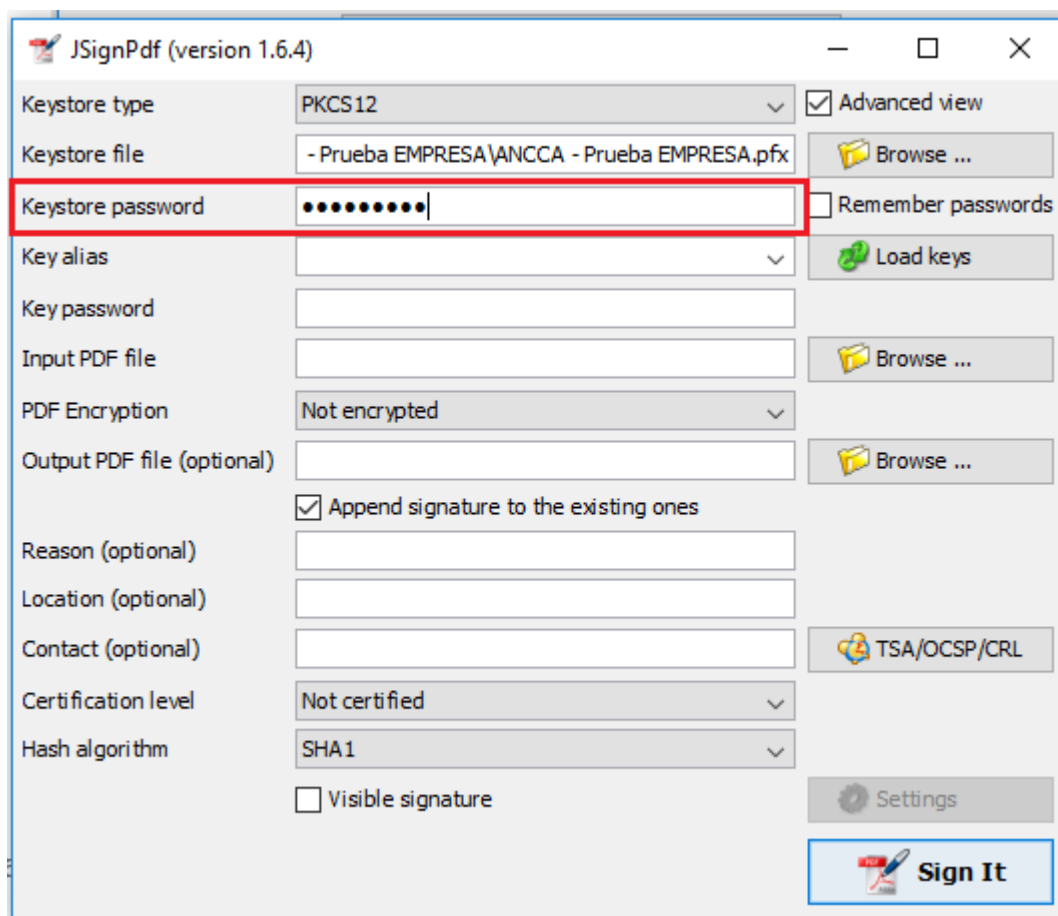 JSignPdf (version 1.6.4)
Keystore type PKCS12 Advanced view
Keystore file - Prueba EMPRESA\ANCCA - Prueba EMPRESA.pfx Browse ...
Keystore password ●●●●●●●●● Remember passwords
Key alias Load keys
Key password
Input PDF file Browse ...
PDF Encryption Not encrypted
Output PDF file (optional) Browse ...
Append signature to the existing ones
Reason (optional)
Location (optional)
Contact (optional) TSA/OCSP/CRL
Certification level Not certified
Hash algorithm SHA1
Visible signature Settings
Sign It